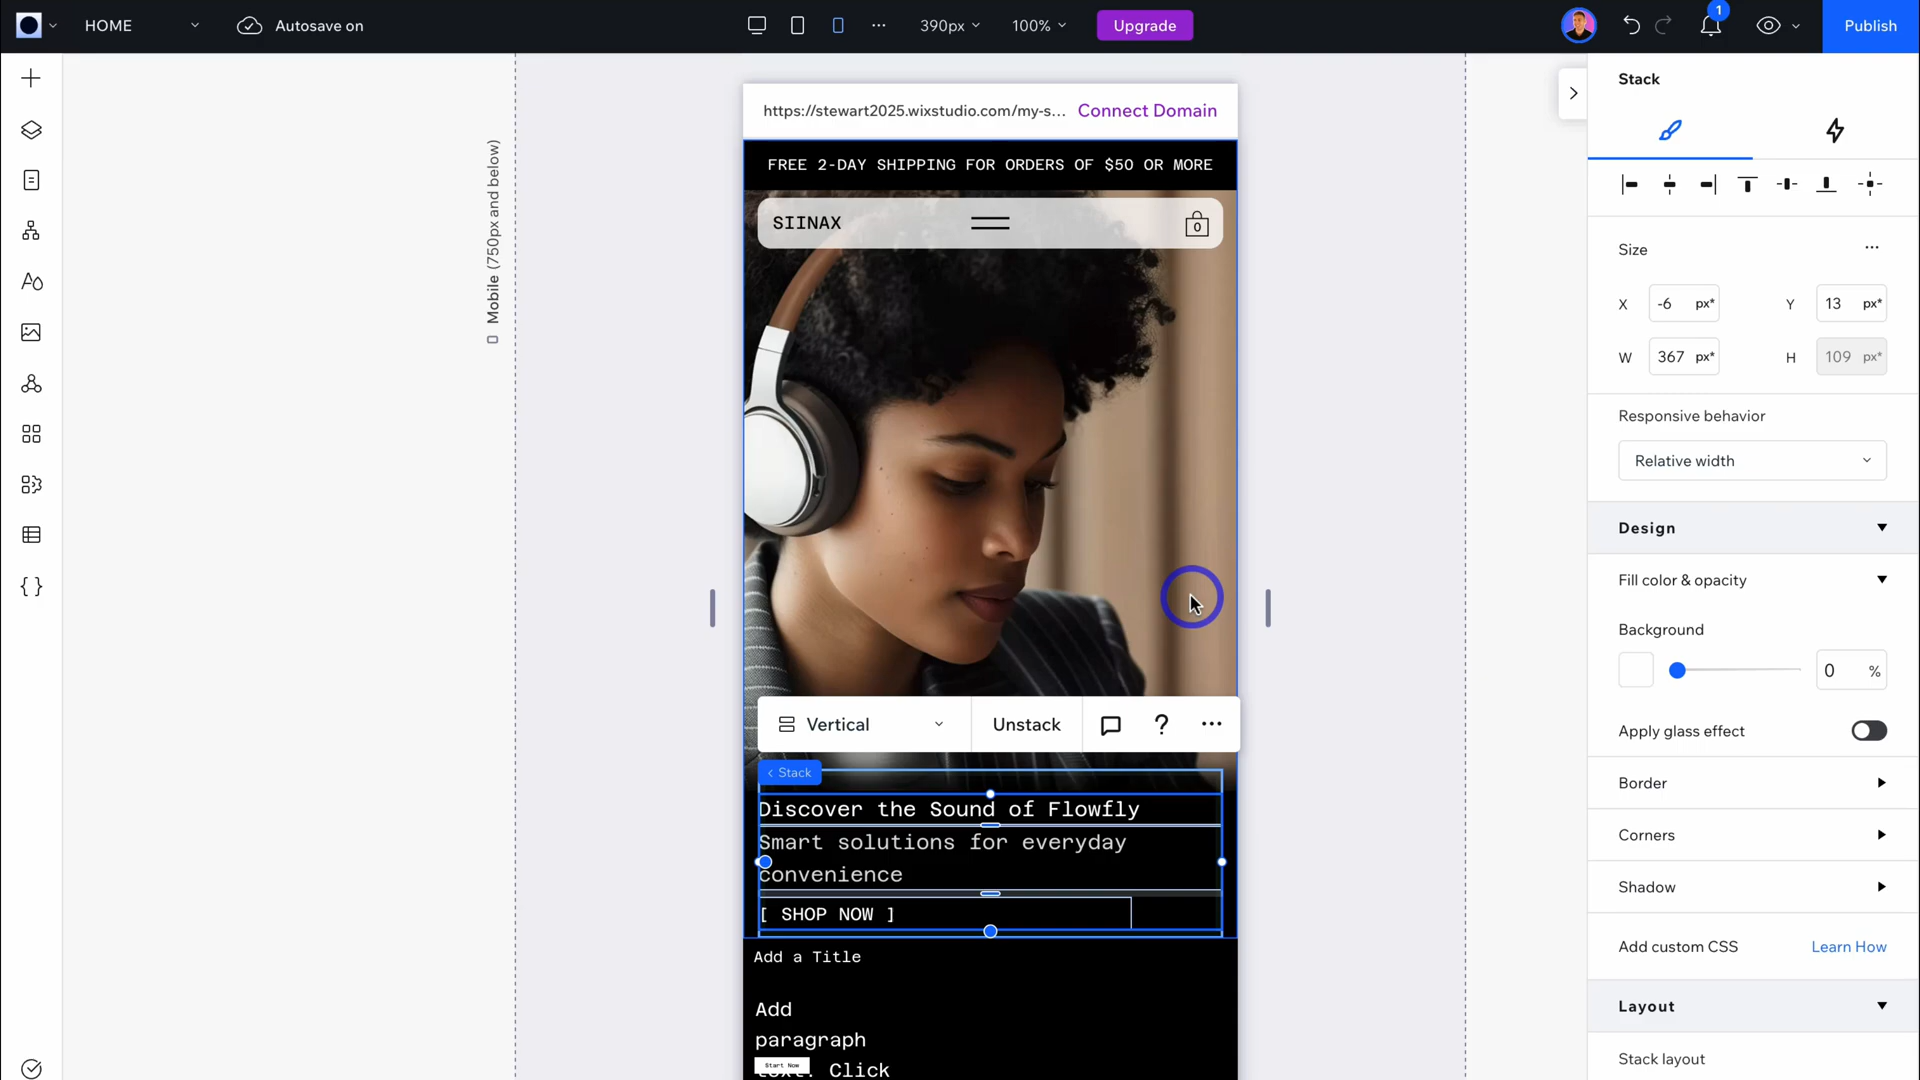 HOME
Autosave on
390px
100%
Upgrade
1
Publish
Mobile (750px and below)
https://stewart2025.wixstudio.com/my-s...
Connect Domain
FREE 2-DAY SHIPPING FOR ORDERS OF $50 OR MORE
SIINAX
0
Vertical
Unstack
?
< Stack
Discover the Sound of Flowfly
Smart solutions for everyday
convenience
[ SHOP NOW ]
Add a Title
Add
paragraph
text. Click
Start Now
Stack
Size
X -6 px*
Y 13 px*
W 367 px*
H 109 px*
Responsive behavior
Relative width
Design
Fill color & opacity
Background
0 %
Apply glass effect
Border
Corners
Shadow
Add custom CSS
Learn How
Layout
Stack layout